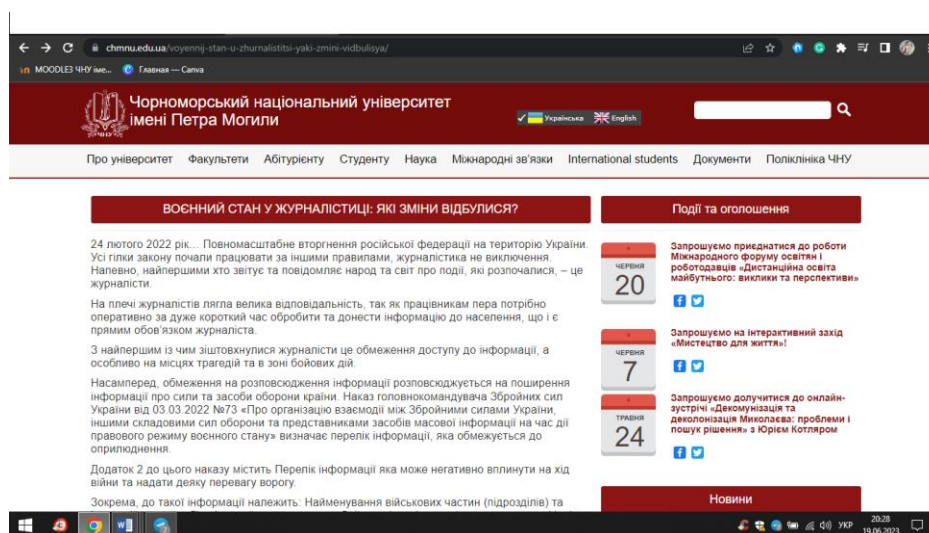 chmnu.edu.ua/voyennij-stan-u-zhurnalistitsi-yaki-zmini-vidbulisya/
MOODLE3 ЧНУ іме... Главная — Canva
Чорноморський національний університет
імені Петра Могили
Українська English
Про університет Факультети Абітурієнту Студенту Наука Міжнародні зв'язки International students Документи Поліклініка ЧНУ
ВОЄННИЙ СТАН У ЖУРНАЛІСТИЦІ: ЯКІ ЗМІНИ ВІДБУЛИСЯ?
24 лютого 2022 рік… Повномасштабне вторгнення російської федерації на територію України.
Усі гілки закону почали працювати за іншими правилами, журналістика не виключення.
Напевно, найпершими хто звітує та повідомляє народ та світ про події, які розпочалися, – це
журналісти.
На плечі журналістів лягла велика відповідальність, так як працівникам пера потрібно
оперативно за дуже короткий час обробити та донести інформацію до населення, що і є
прямим обов'язком журналіста.
З найпершим із чим зіштовхнулися журналісти це обмеження доступу до інформації, а
особливо на місцях трагедій та в зоні бойових дій.
Насамперед, обмеження на розповсюдження інформації розповсюджується на поширення
інформації про сили та засоби оборони країни. Наказ головнокомандувача Збройних сил
України від 03.03.2022 №73 «Про організацію взаємодії між Збройними силами України,
іншими складовими сил оборони та представниками засобів масової інформації на час дії
правового режиму воєнного стану» визначає перелік інформації, яка обмежується до
оприлюднення.
Додаток 2 до цього наказу містить Перелік інформації яка може негативно вплинути на хід
війни та надати деяку перевагу ворогу.
Зокрема, до такої інформації належить: Найменування військових частин (підрозділів) та
Події та оголошення
ЧЕРВНЯ
20
Запрошуємо приєднатися до роботи
Міжнародного форуму освітян і
роботодавців «Дистанційна освіта
майбутнього: виклики та перспективи»
ЧЕРВНЯ
7
Запрошуємо на інтерактивний захід
«Мистецтво для життя»!
ТРАВНЯ
24
Запрошуємо долучитися до онлайн-
зустрічі «Декомунізація та
деколонізація Миколаєва: проблеми і
пошук рішення» з Юрієм Котляром
Новини
УКР
20:28
19.06.2023